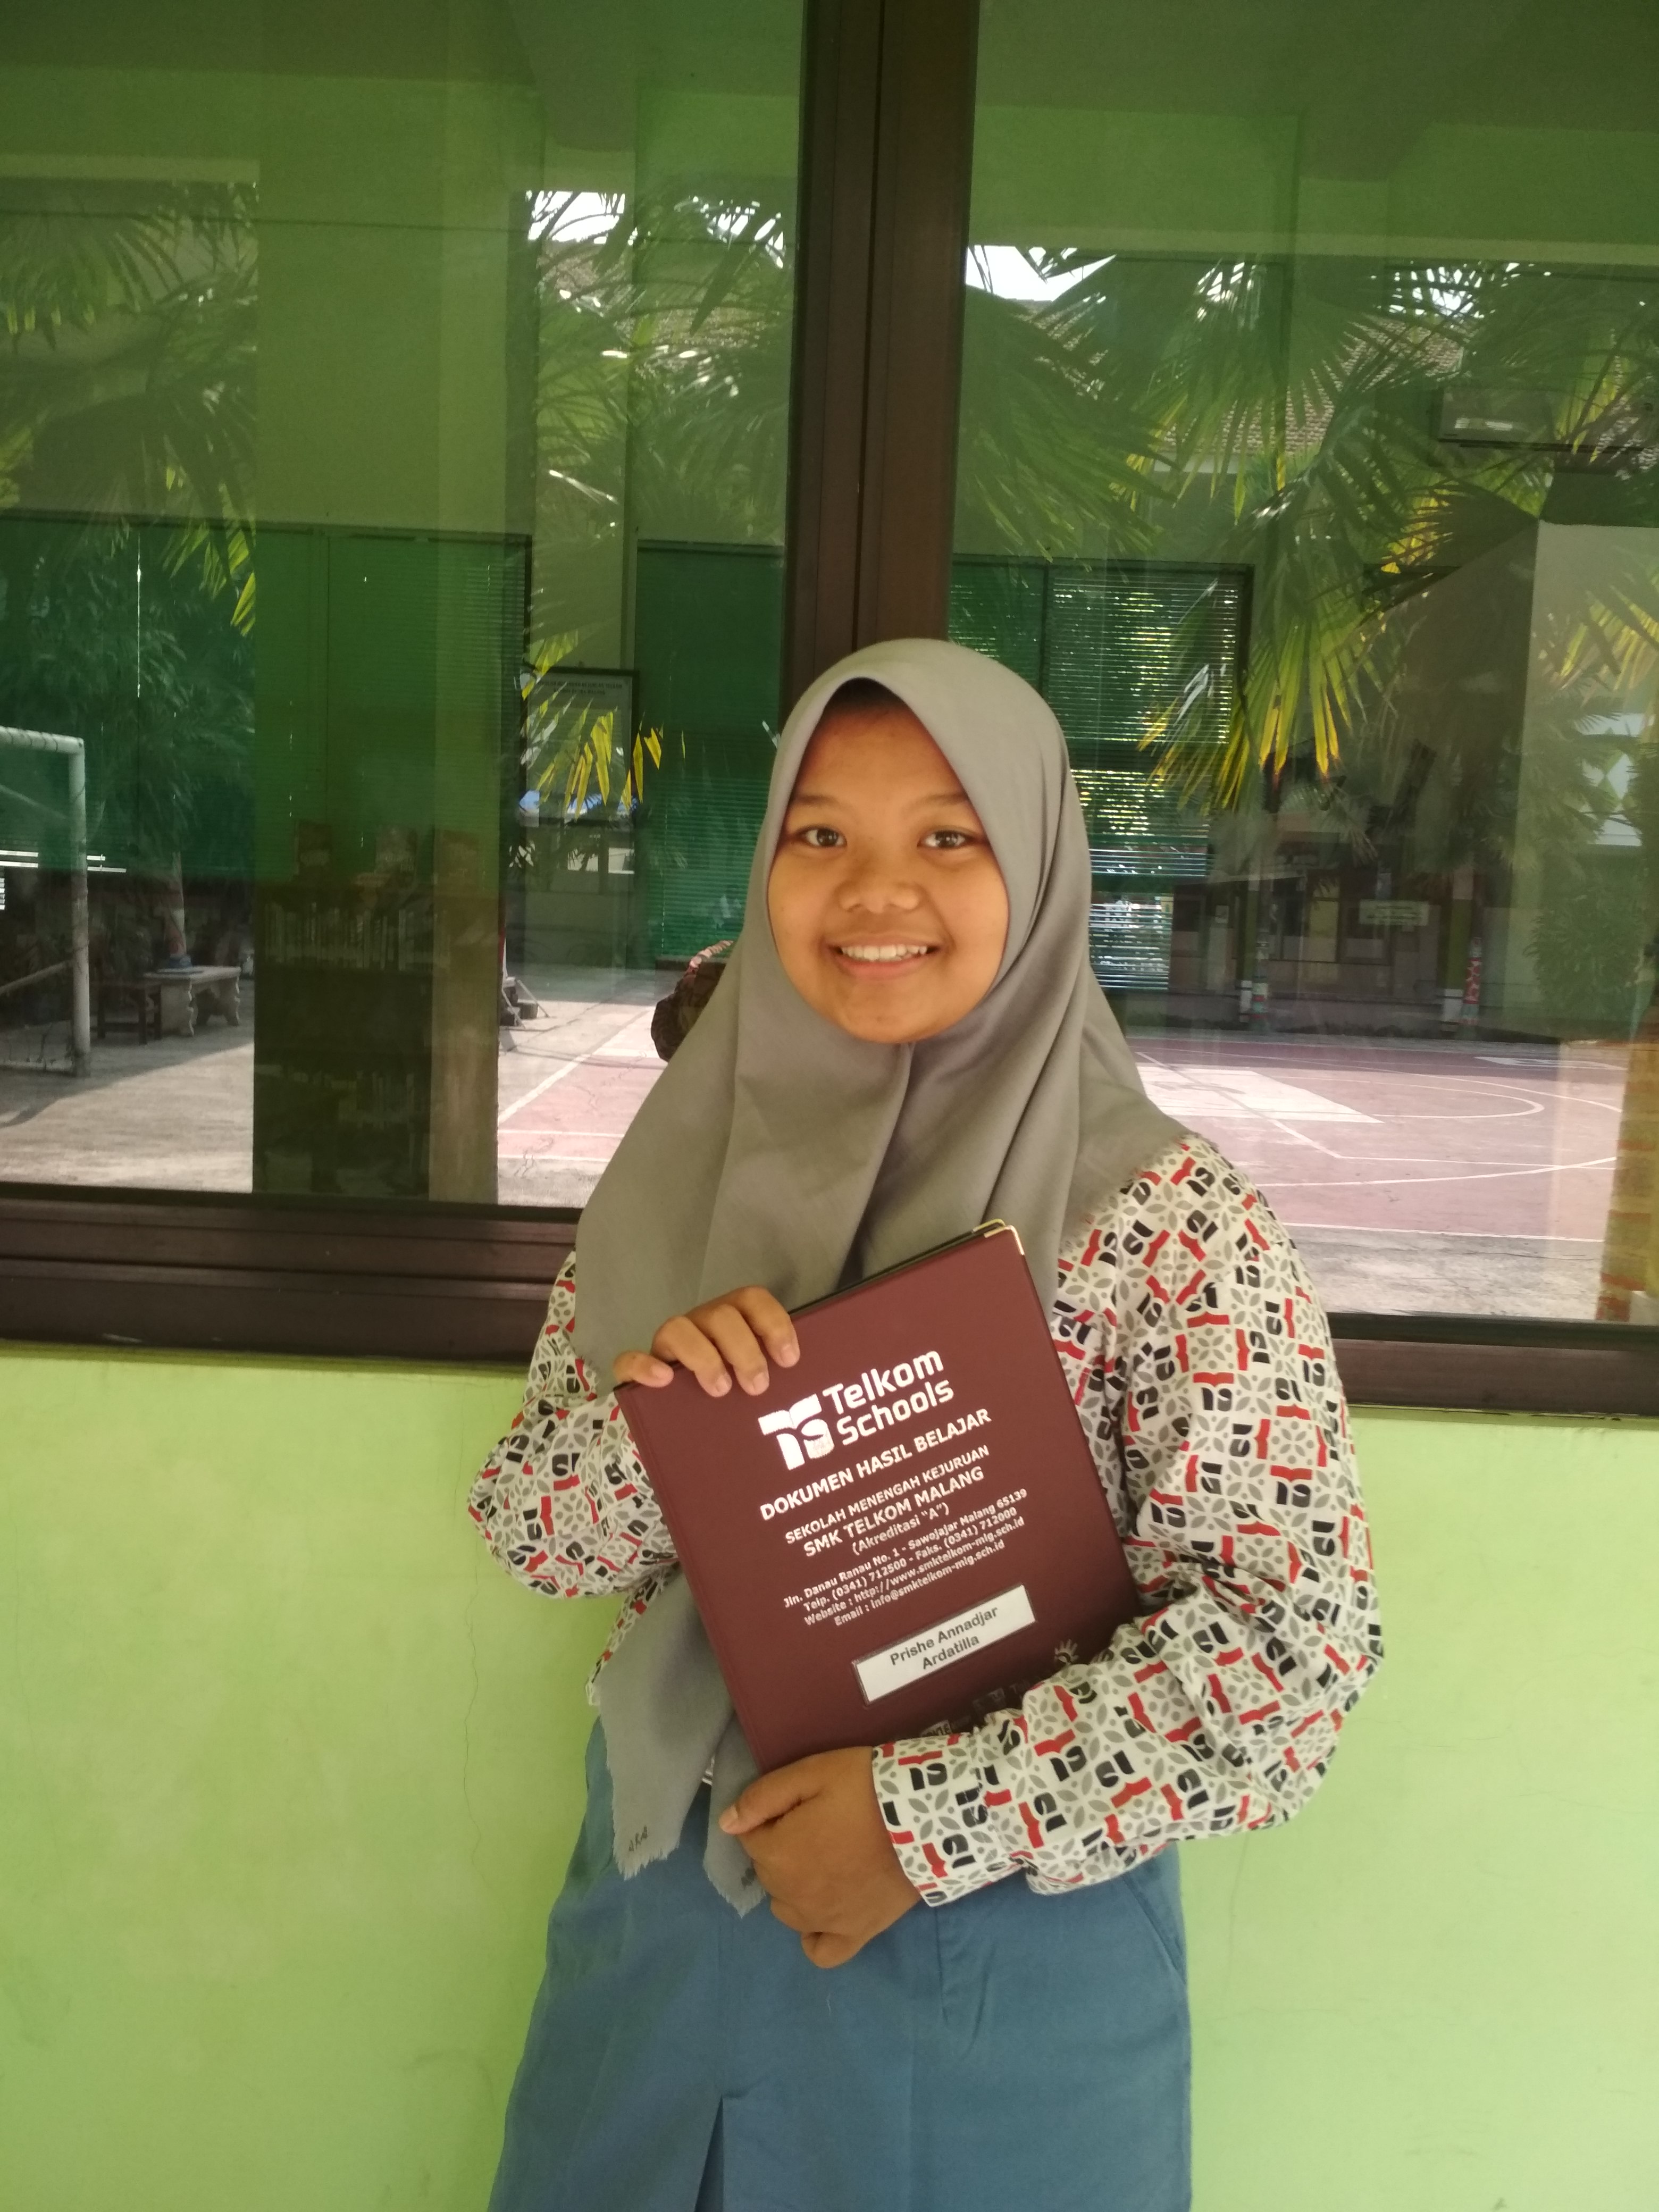 Telkom
Schools
DOKUMEN HASIL BELAJAR
SEKOLAH MENENGAH KEJURUAN
SMK TELKOM MALANG
(Akreditasi "A")
Jln. Danau Ranau No. 1 - Sawojajar Malang 65139
Telp. (0341) 712500 - Faks. (0341) 712000
Website : http://www.smktelkom-mlg.sch.id
Email : info@smktelkom-mlg.sch.id
Prishe Annadjar
Ardatilla